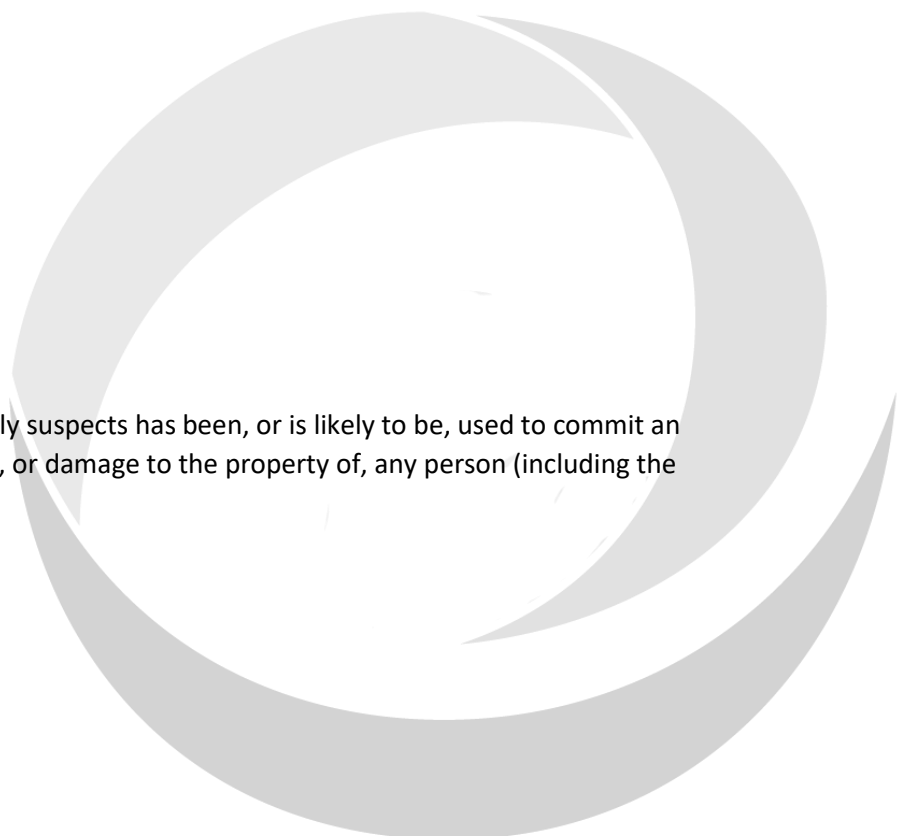 ly suspects has been, or is likely to be, used to commit an
, or damage to the property of, any person (including the